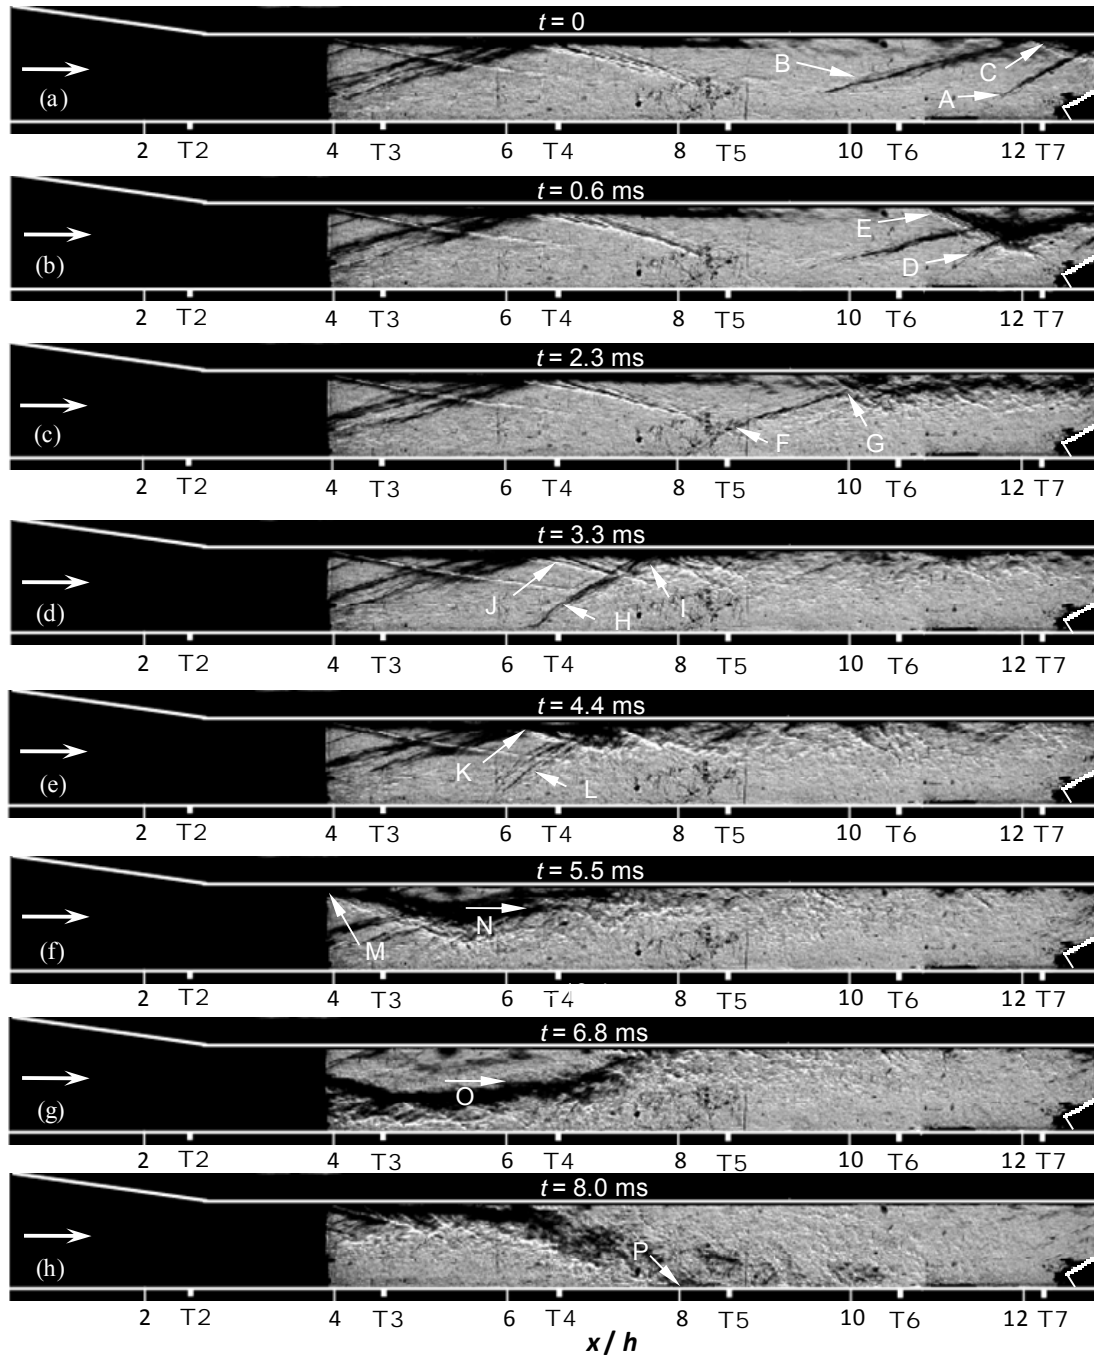 t = 0
B
C
A
(a)
2 T2 4 T3 6 T4 8 T5 10 T6 12 T7
t = 0.6 ms
E
D
(b)
2 T2 4 T3 6 T4 8 T5 10 T6 12 T7
t = 2.3 ms
F
G
(c)
2 T2 4 T3 6 T4 8 T5 10 T6 12 T7
t = 3.3 ms
J
H
I
(d)
2 T2 4 T3 6 T4 8 T5 10 T6 12 T7
t = 4.4 ms
K
L
(e)
2 T2 4 T3 6 T4 8 T5 10 T6 12 T7
t = 5.5 ms
N
M
(f)
2 T2 4 T3 6 T4 8 T5 10 T6 12 T7
t = 6.8 ms
O
(g)
2 T2 4 T3 6 T4 8 T5 10 T6 12 T7
t = 8.0 ms
P
(h)
2 T2 4 T3 6 T4 8 T5 10 T6 12 T7
x / h